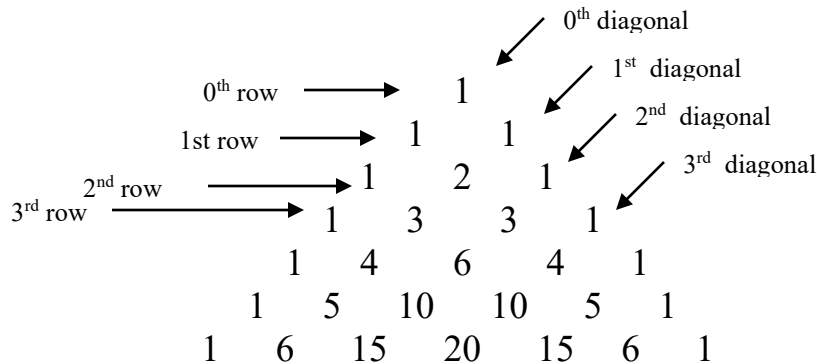 0th diagonal
1st diagonal
0th row 1
2nd diagonal
1st row 1 1
3rd diagonal
2nd row 1 2 1
3rd row 1 3 3 1
1 4 6 4 1
1 5 10 10 5 1
1 6 15 20 15 6 1